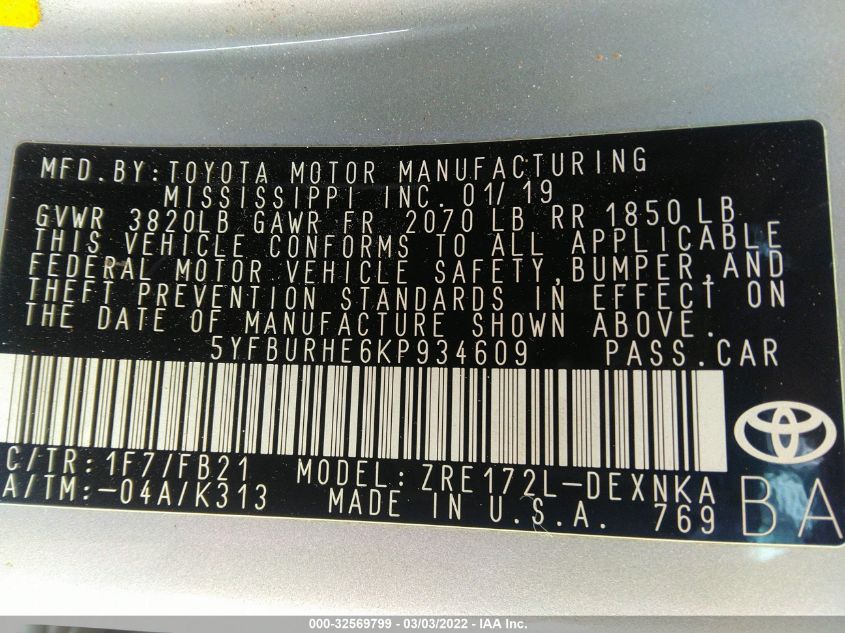 MFD.BY:TOYOTA MOTOR MANUFACTURING
MISSISSIPPI INC. 01/19
GVWR 3820LB GAWR FR 2070 LB RR 1850LB
THIS VEHICLE CONFORMS TO ALL APPLICABLE
FEDERAL MOTOR VEHICLE SAFETY,BUMPER,AND
THEFT PREVENTION STANDARDS IN EFFECT ON
THE DATE OF MANUFACTURE SHOWN ABOVE.
5YFBURHE6KP934609 PASS.CAR
C/TR:1F7/FB21 MODEL:ZRE172L-DEXNKA
A/TM:-04A/K313 MADE IN U.S.A. 769
BA
000-32569799 - 03/03/2022 - IAA Inc.